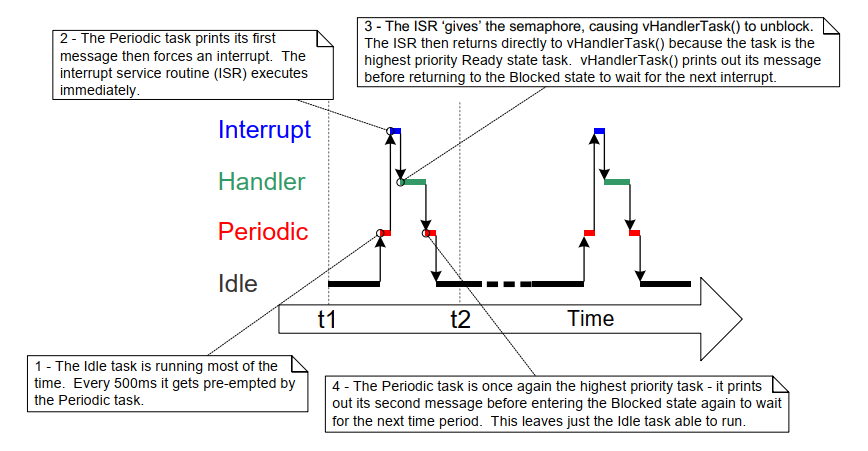 2 - The Periodic task prints its first
message then forces an interrupt. The
interrupt service routine (ISR) executes
immediately.
3 - The ISR ‘gives’ the semaphore, causing vHandlerTask() to unblock.
The ISR then returns directly to vHandlerTask() because the task is the
highest priority Ready state task. vHandlerTask() prints out its message
before returning to the Blocked state to wait for the next interrupt.
Interrupt
Handler
Periodic
Idle
t1
t2
Time
1 - The Idle task is running most of the
time. Every 500ms it gets pre-empted by
the Periodic task.
4 - The Periodic task is once again the highest priority task - it prints
out its second message before entering the Blocked state again to wait
for the next time period. This leaves just the Idle task able to run.